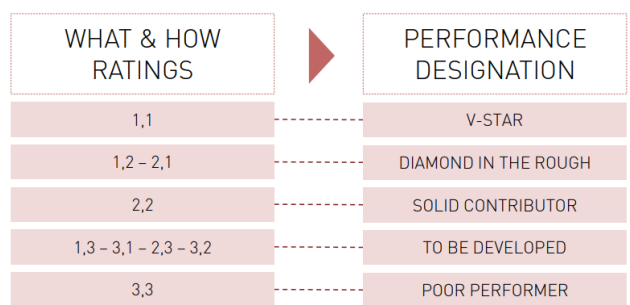 WHAT & HOW
RATINGS
PERFORMANCE
DESIGNATION
1,1
V-STAR
1,2 – 2,1
DIAMOND IN THE ROUGH
2,2
SOLID CONTRIBUTOR
1,3 – 3,1 – 2,3 – 3,2
TO BE DEVELOPED
3,3
POOR PERFORMER